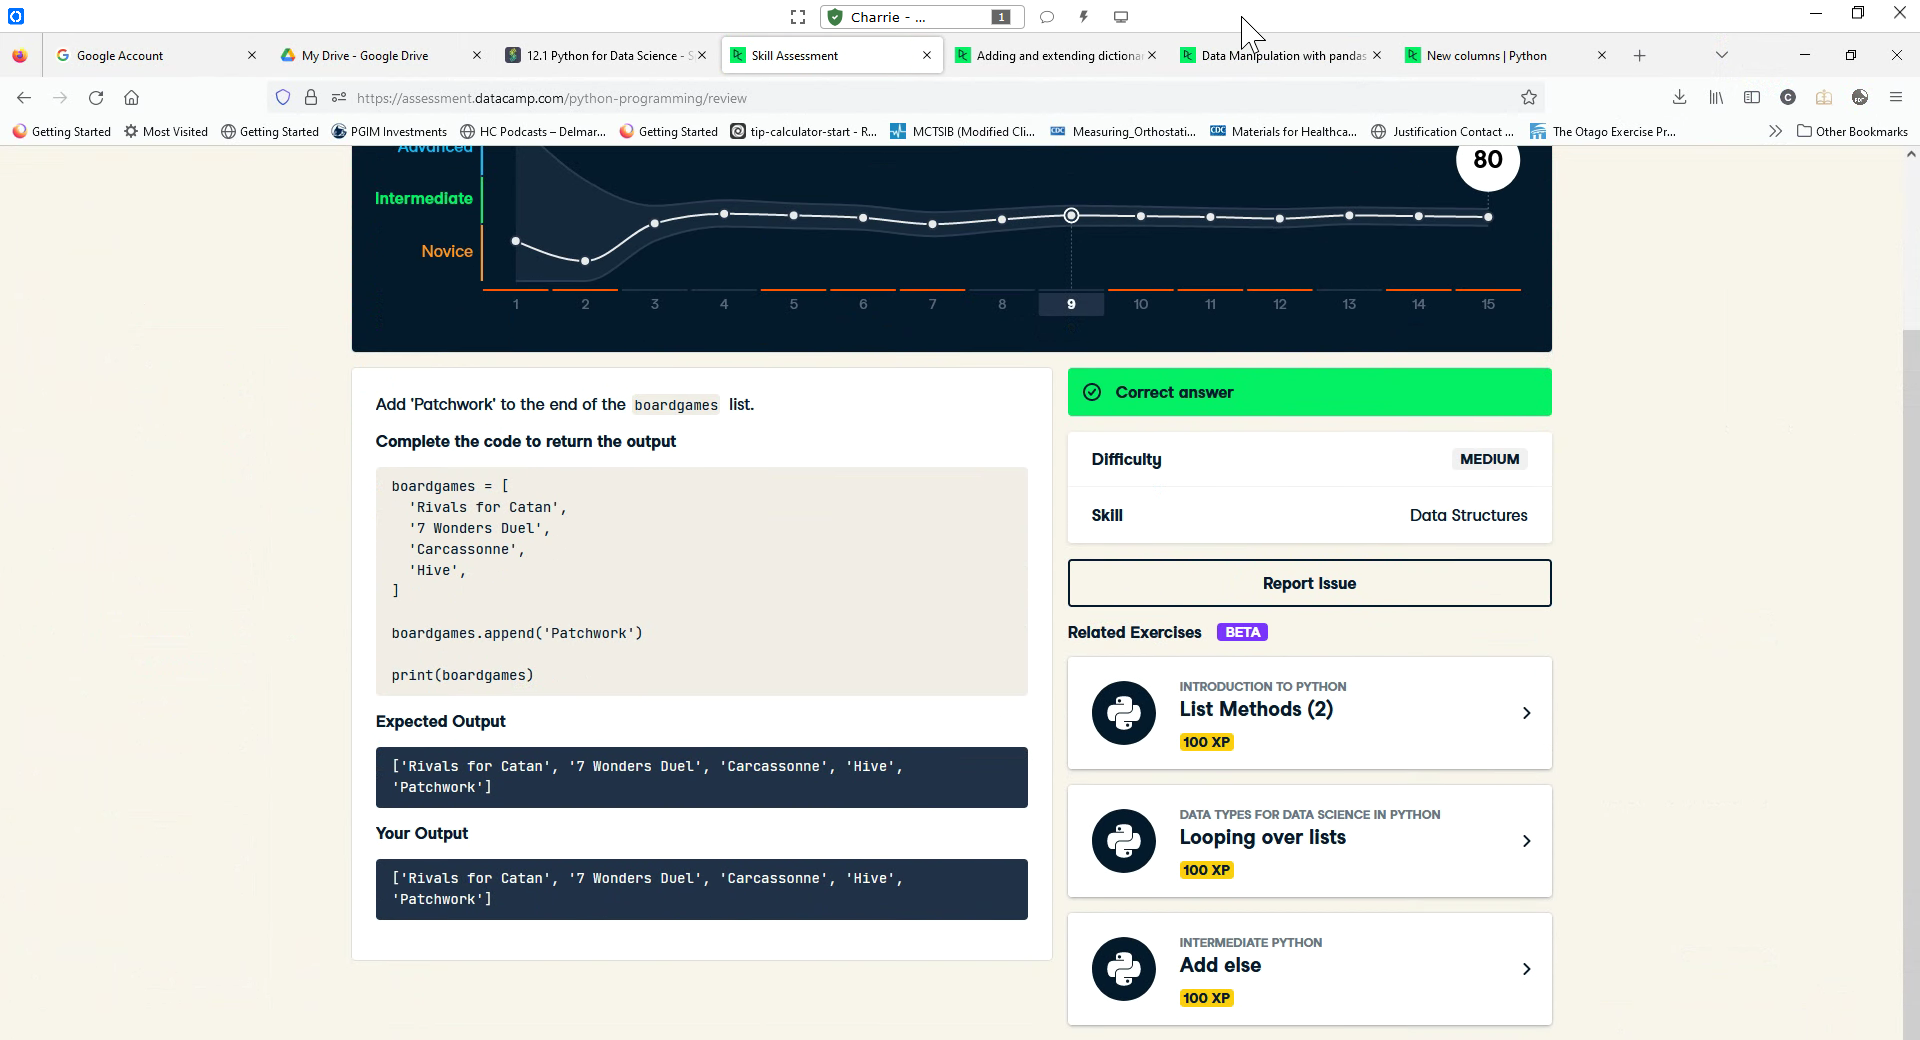 Charrie - ...
1
Google Account
My Drive - Google Drive
12.1 Python for Data Science - S
Skill Assessment
Adding and extending dictionar
Data Manipulation with pandas
New columns | Python
https://assessment.datacamp.com/python-programming/review
Getting Started
Most Visited
Getting Started
PGIM Investments
HC Podcasts – Delmar...
Getting Started
tip-calculator-start - R...
MCTSIB (Modified Cli...
Measuring_Orthostati...
Materials for Healthca...
Justification Contact ...
The Otago Exercise Pr...
Other Bookmarks
Advanced
80
Intermediate
Novice
1 2 3 4 5 6 7 8 9 10 11 12 13 14 15
Add 'Patchwork' to the end of the boardgames list.
Complete the code to return the output
boardgames = [
'Rivals for Catan',
'7 Wonders Duel',
'Carcassonne',
'Hive',
]
boardgames.append('Patchwork')
print(boardgames)
Expected Output
['Rivals for Catan', '7 Wonders Duel', 'Carcassonne', 'Hive',
'Patchwork']
Your Output
['Rivals for Catan', '7 Wonders Duel', 'Carcassonne', 'Hive',
'Patchwork']
Correct answer
Difficulty
MEDIUM
Skill
Data Structures
Report Issue
Related Exercises BETA
INTRODUCTION TO PYTHON
List Methods (2)
100 XP
DATA TYPES FOR DATA SCIENCE IN PYTHON
Looping over lists
100 XP
INTERMEDIATE PYTHON
Add else
100 XP